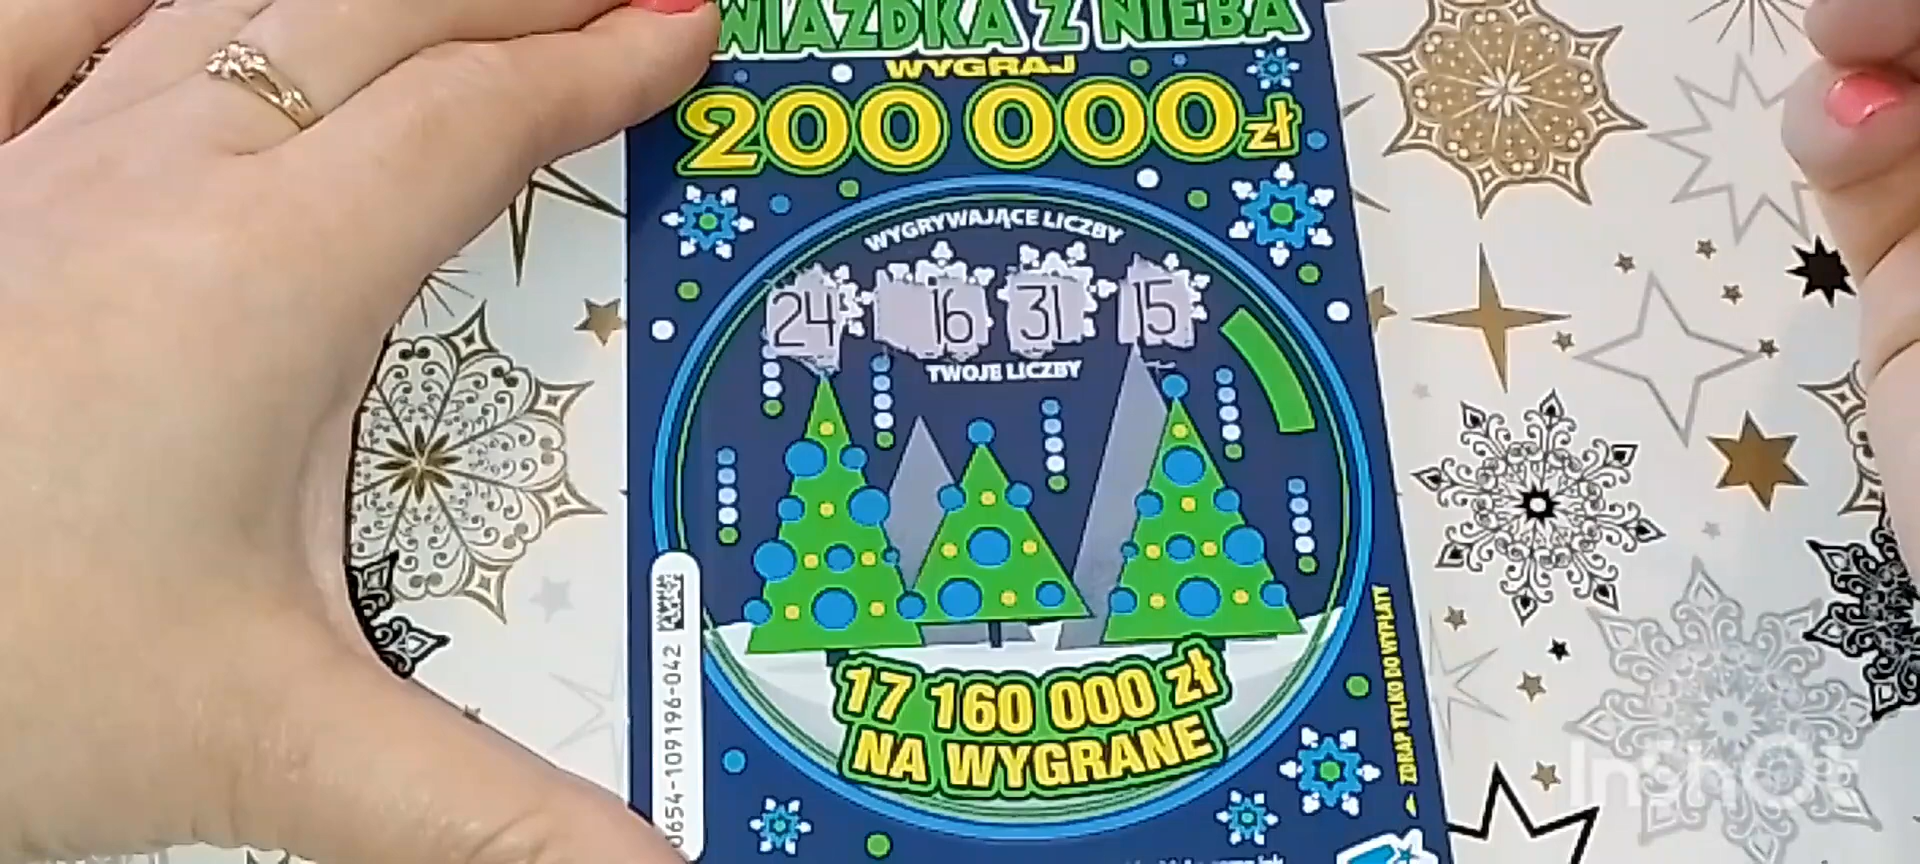 WIAZDKA Z NIEBA
WYGRAJ
200 000 zł
WYGRYWAJĄCE LICZBY
24 16 31 15
TWOJE LICZBY
17 160 000 zł
NA WYGRANE
0654-109196-042
ZDRAP TYLKO DO WYPŁATY
InShOt